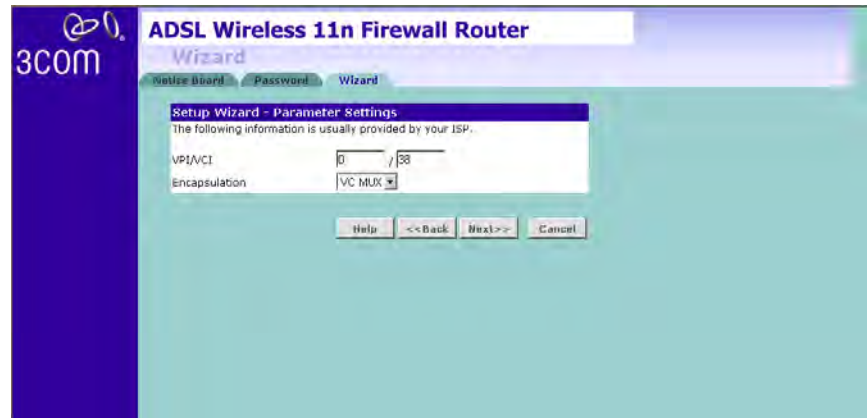 3COM
ADSL Wireless 11n Firewall Router
Wizard
Notice Board Password Wizard
Setup Wizard - Parameter Settings
The following information is usually provided by your ISP.
VPI/VCI 0 / 38
Encapsulation VC MUX
Help <<Back Next>> Cancel